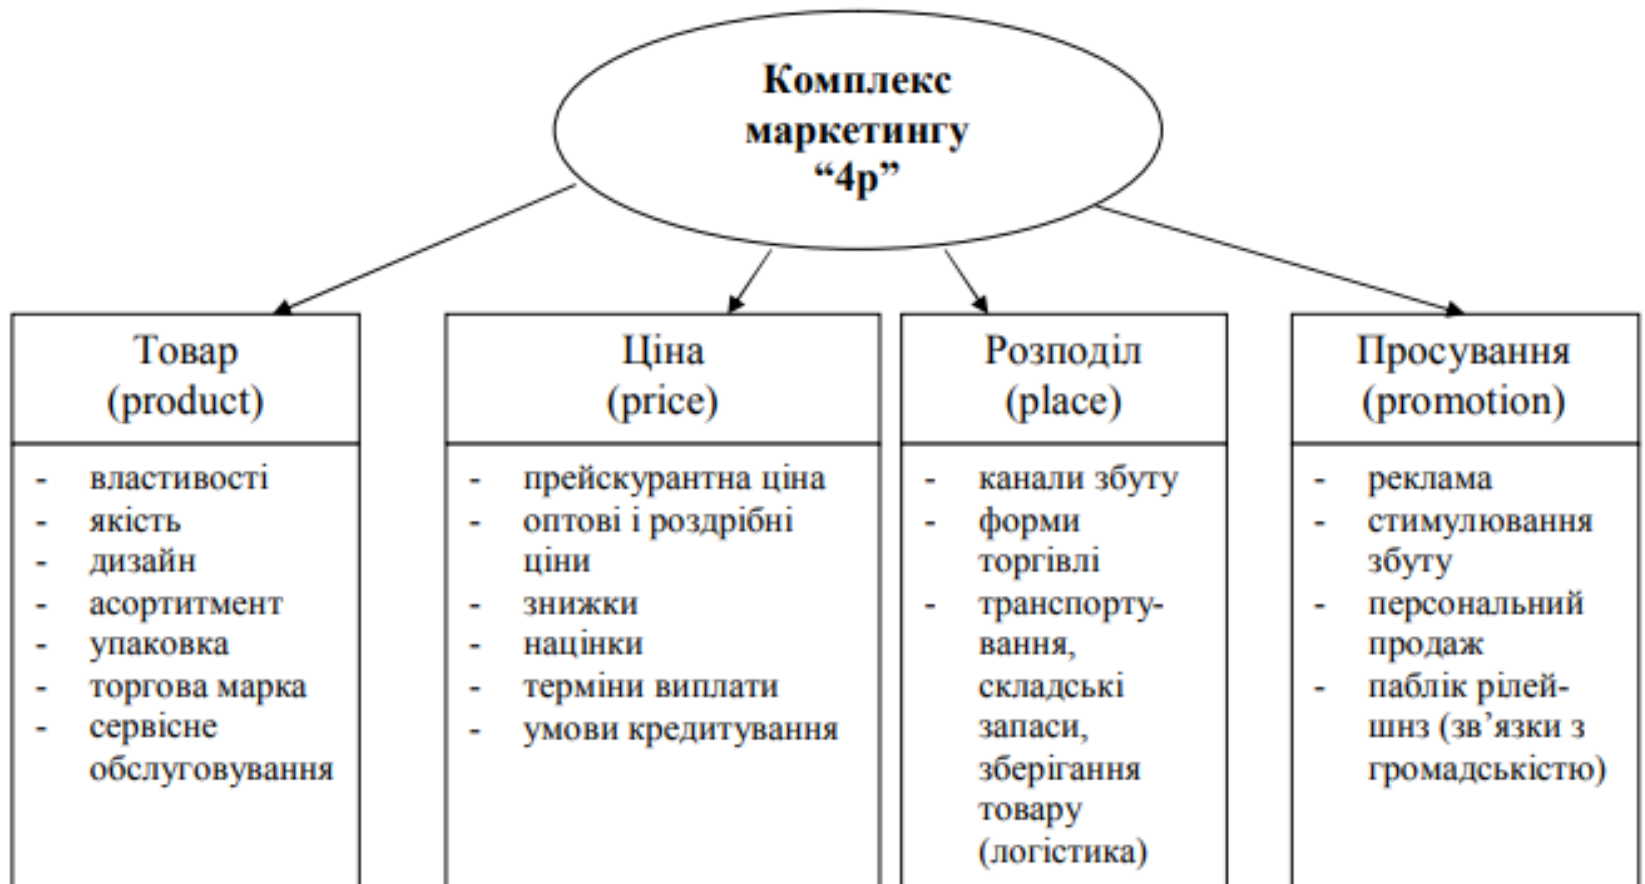 Комплекс
маркетингу
“4р”
Товар
(product)
- властивості
- якість
- дизайн
- асортитмент
- упаковка
- торгова марка
- сервісне
обслуговування
Ціна
(price)
- прейскурантна ціна
- оптові і роздрібні
ціни
- знижки
- націнки
- терміни виплати
- умови кредитування
Розподіл
(place)
- канали збуту
- форми
торгівлі
- транспорту-
вання,
складські
запаси,
зберігання
товару
(логістика)
Просування
(promotion)
- реклама
- стимулювання
збуту
- персональний
продаж
- паблік рілей-
шнз (зв’язки з
громадськістю)